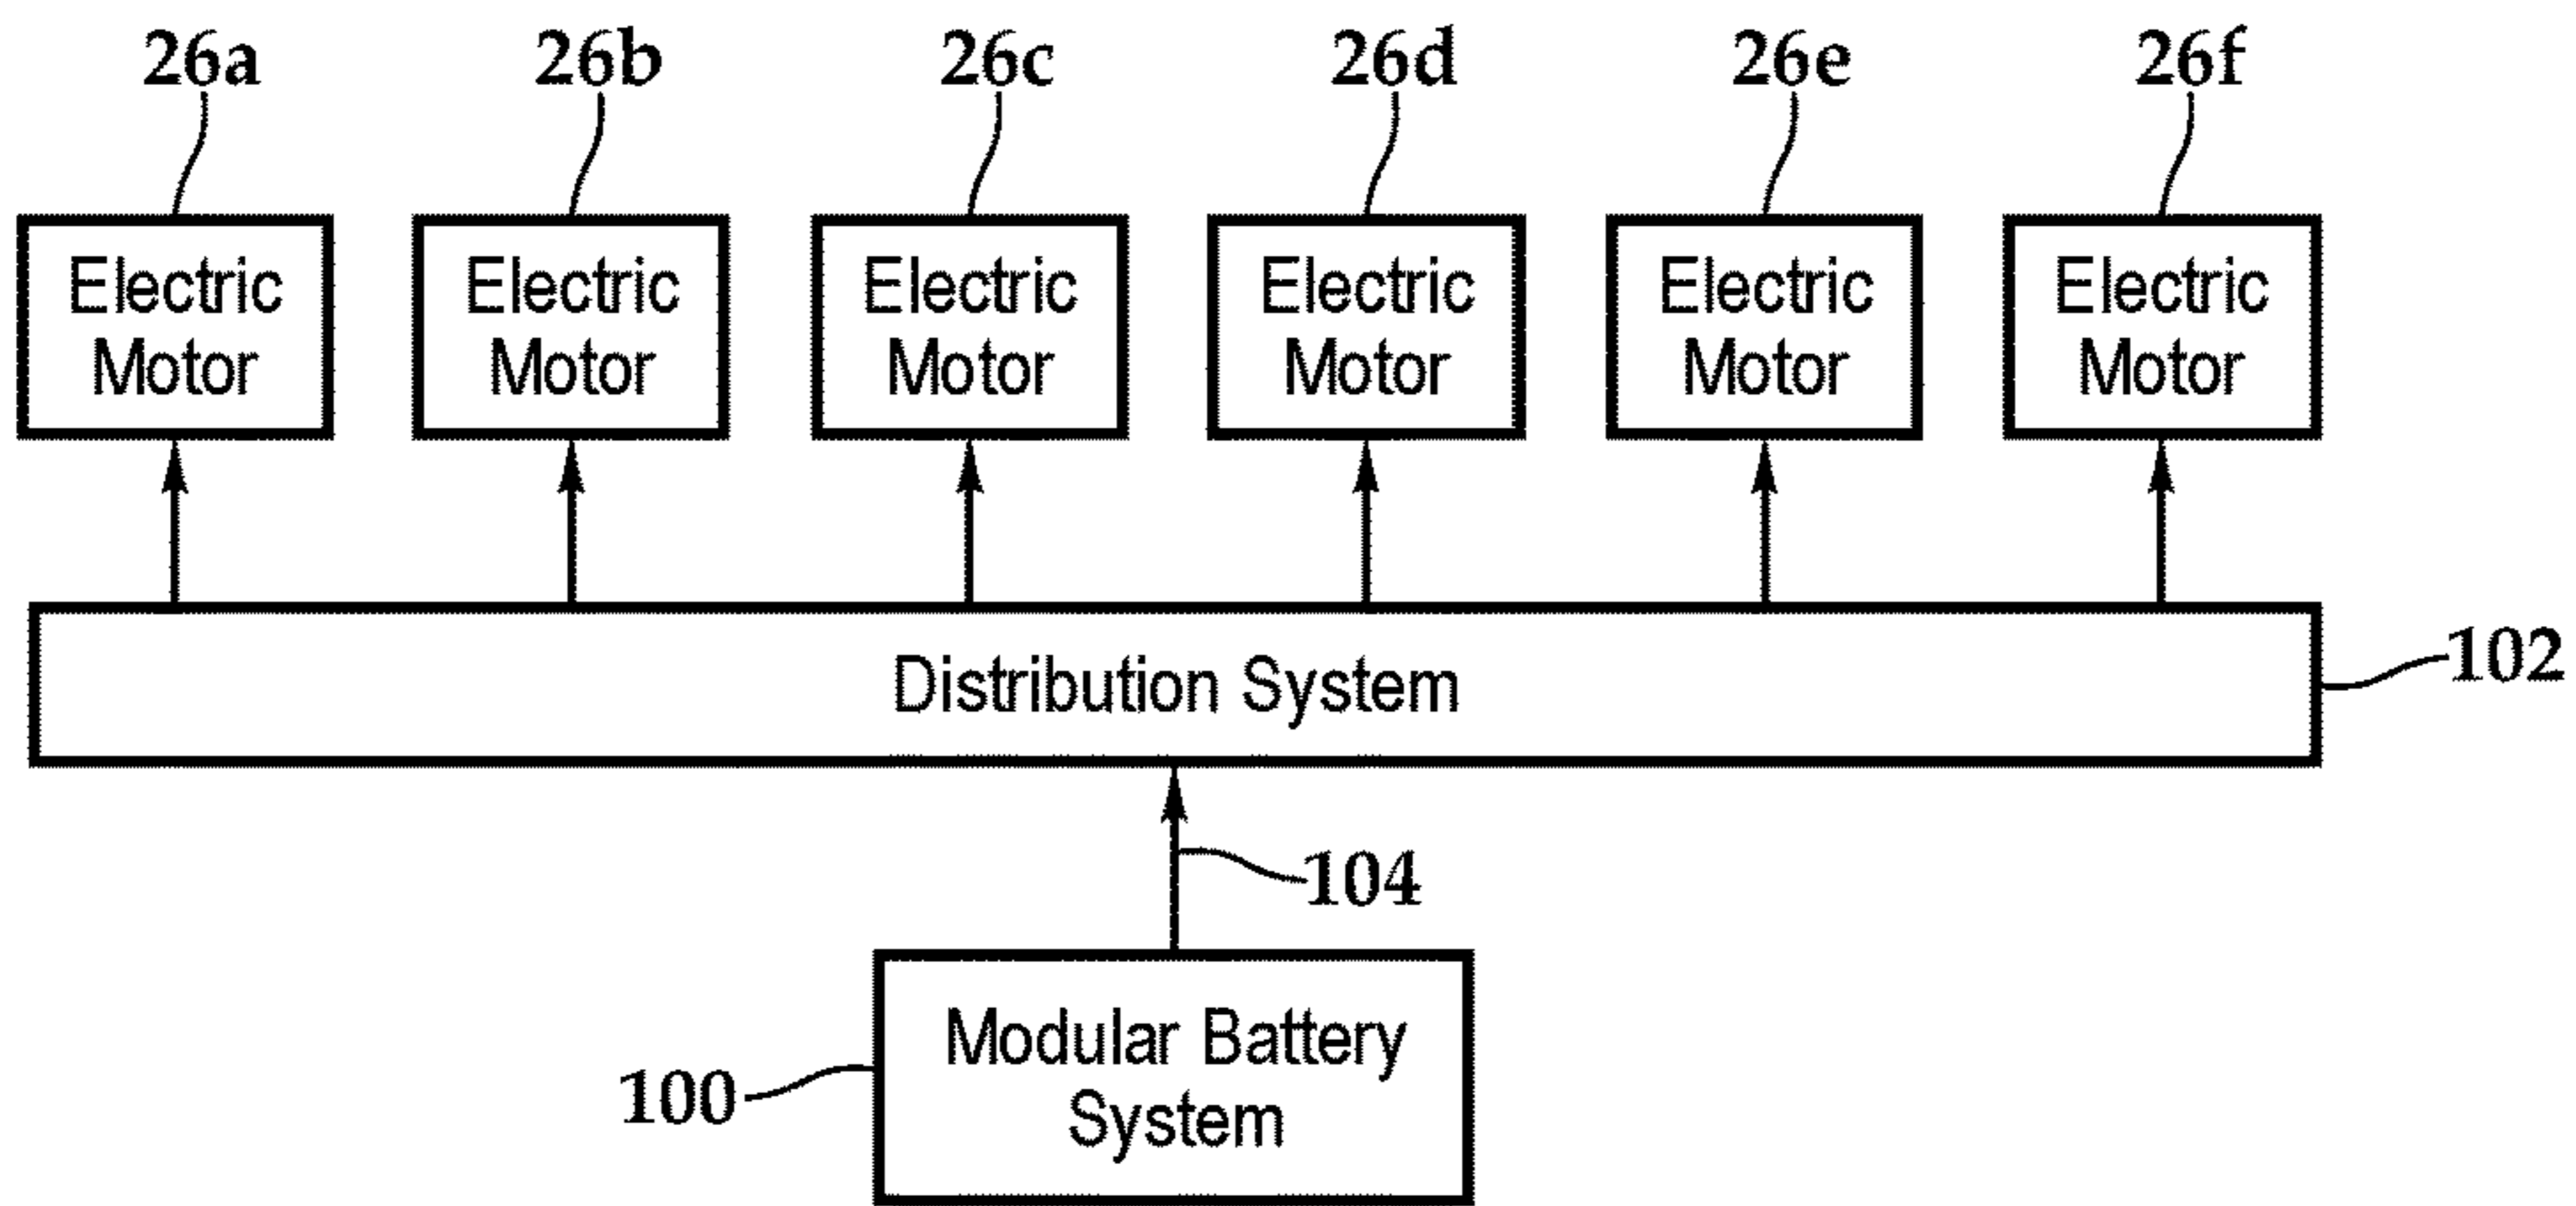 26a 26b 26c 26d 26e 26f
Electric Electric Electric Electric Electric Electric
Motor Motor Motor Motor Motor Motor
Distribution System
102
104
Modular Battery
System
100